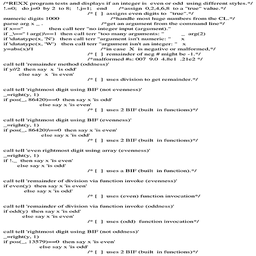 /*REXX program tests and displays if an integer is even or odd using different styles.*/
!.=0; do j=0 by 2 to 8; !.j=1; end /*assign 0,2,4,6,8 to a "true" value.*/
/* [↑] assigns even digits to "true".*/
numeric digits 1000 /*handle most huge numbers from the CL.*/
parse arg x _ . /*get an argument from the command line*/
if x=='' then call terr "no integer input (argument)."
if _\=='' | arg()\==1 then call terr "too many arguments: " _ arg(2)
if \datatype(x, 'N') then call terr "argument isn't numeric: " x
if \datatype(x, 'W') then call terr "argument isn't an integer: " x
y=abs(x)/1 /*in case X is negative or malformed,*/
/* [↑] remainder of neg # might be -1.*/
/*malformed #s: 007 9.0 4.8e1 .21e2 */
call tell 'remainder method (oddness)'
if y//2 then say x 'is odd'
else say x 'is even'
/* [↓] uses division to get remainder.*/

call tell 'rightmost digit using BIF (not evenness)'
_=right(y, 1)
if pos(_, 86420)==0 then say x 'is odd'
else say x 'is even'
/* [↓] uses 2 BIF (built-in functions)*/

call tell 'rightmost digit using BIF (evenness)'
_=right(y, 1)
if pos(_, 86420)\==0 then say x 'is even'
else say x 'is odd'
/* [↓] uses 2 BIF (built-in functions)*/

call tell 'even rightmost digit using array (evenness)'
_=right(y, 1)
if !._ then say x 'is even'
else say x 'is odd'
/* [↓] uses a BIF (built-in function).*/

call tell 'remainder of division via function invoke (evenness)'
if even(y) then say x 'is even'
else say x 'is odd'
/* [↓] uses (even) function invocation*/

call tell 'remainder of division via function invoke (oddness)'
if odd(y) then say x 'is odd'
else say x 'is even'
/* [↓] uses (odd) function invocation*/

call tell 'rightmost digit using BIF (not oddness)'
_=right(y, 1)
if pos(_, 13579)==0 then say x 'is even'
else say x 'is odd'
/* [↓] uses 2 BIF (built-in functions)*/